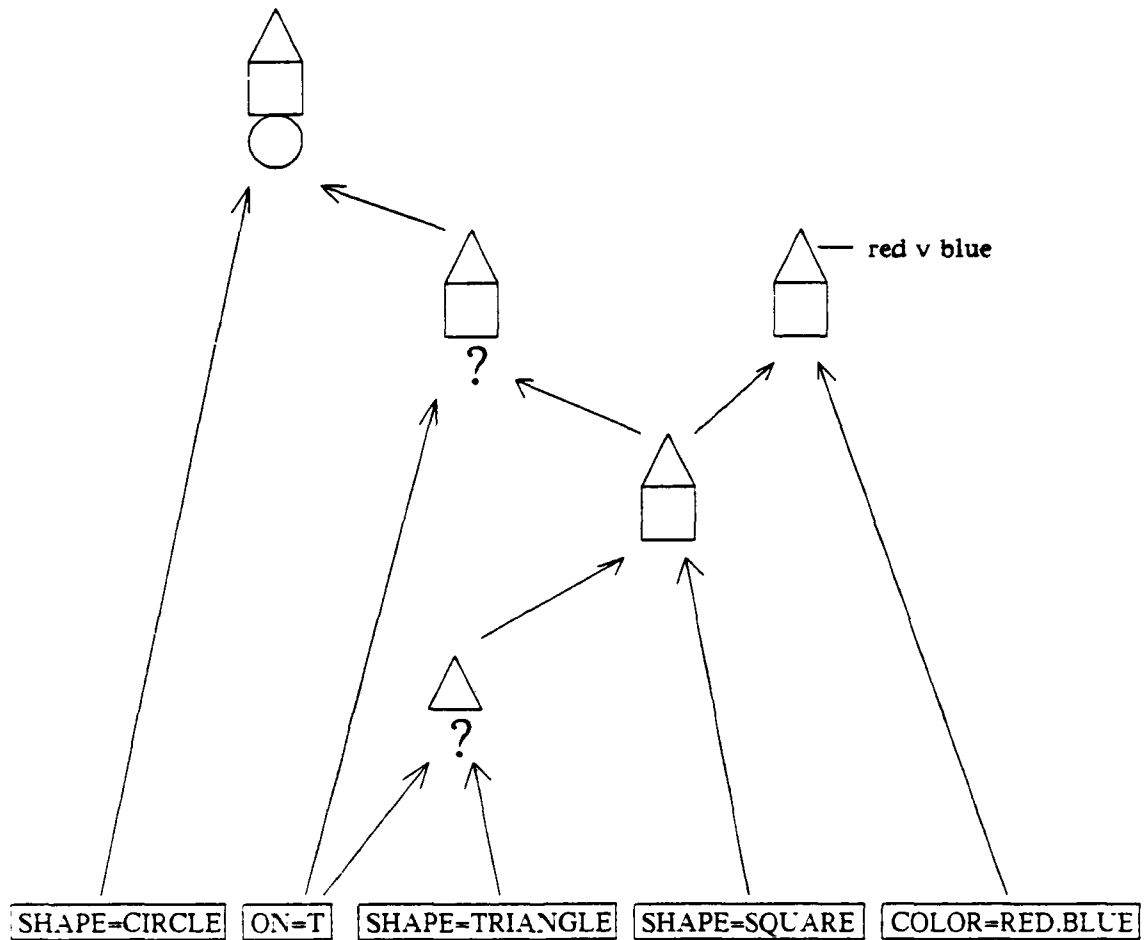 red v blue
?
?
SHAPE=CIRCLE ON=T SHAPE=TRIANGLE SHAPE=SQUARE COLOR=RED.BLUE